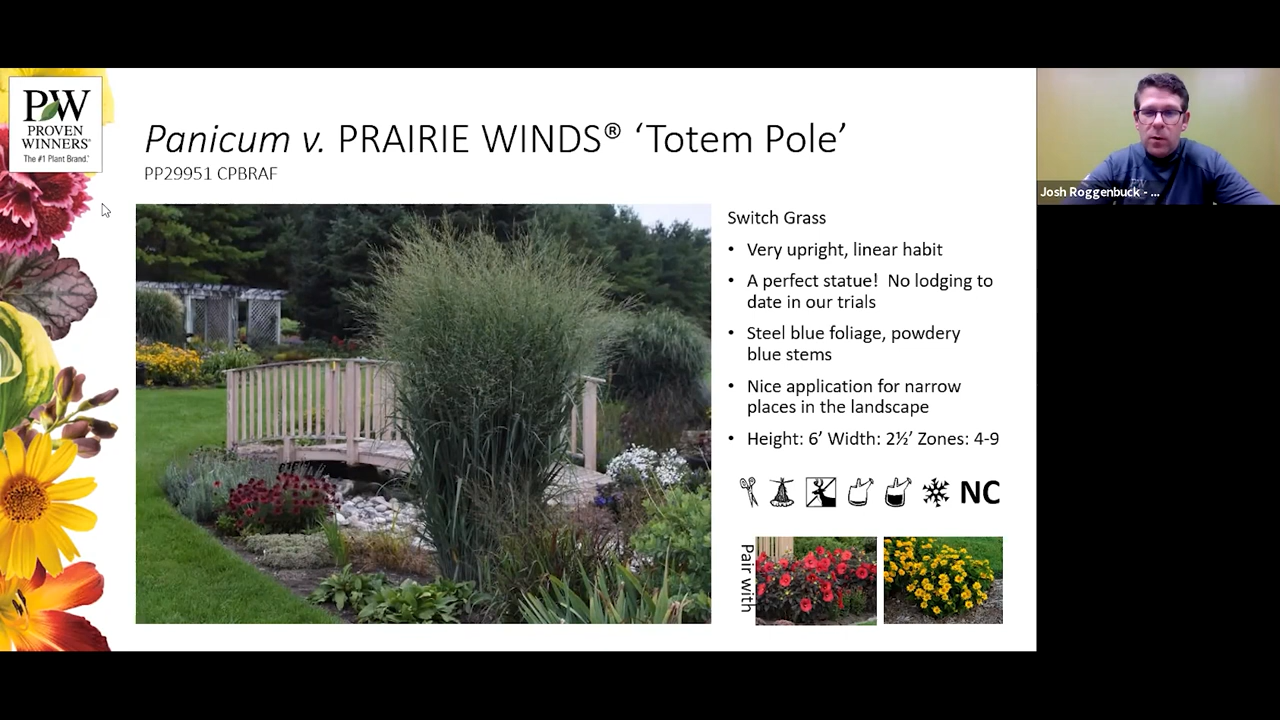 PW
PROVEN
WINNERS®
The #1 Plant Brand.®
Panicum v. PRAIRIE WINDS® ‘Totem Pole’
PP29951 CPBRAF
Switch Grass
• Very upright, linear habit
• A perfect statue! No lodging to
date in our trials
• Steel blue foliage, powdery
blue stems
• Nice application for narrow
places in the landscape
• Height: 6’ Width: 2½’ Zones: 4-9
NC
Pair with
Josh Roggenbuck - ...